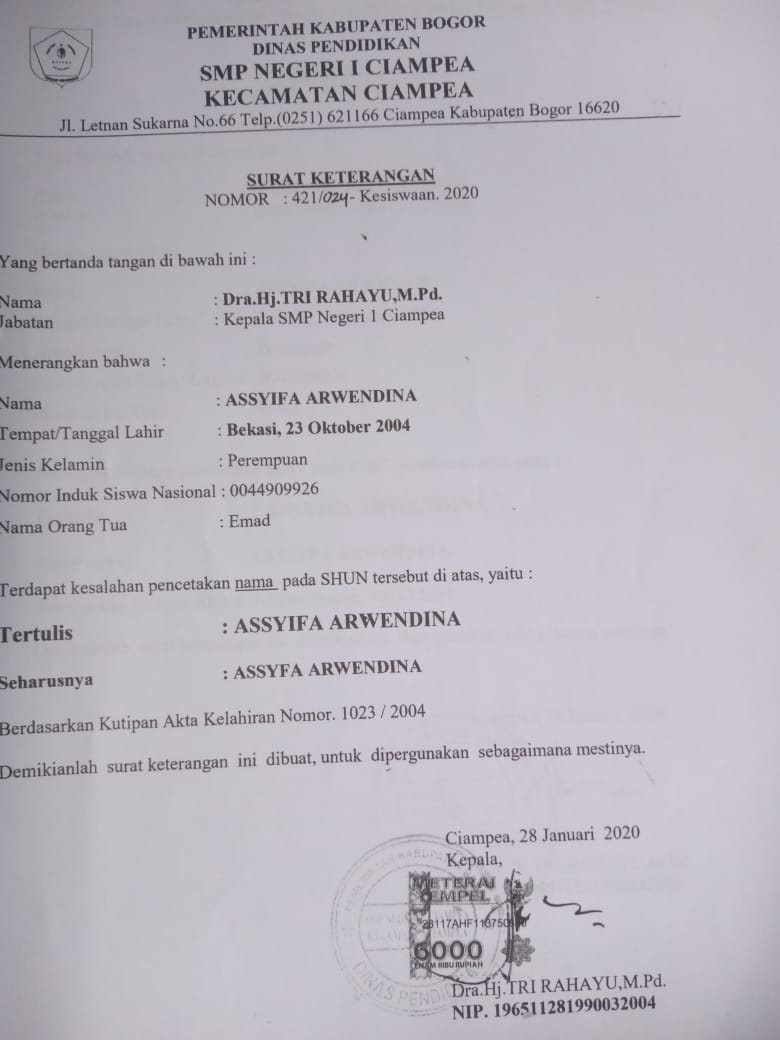 PEMERINTAH KABUPATEN BOGOR
DINAS PENDIDIKAN
SMP NEGERI I CIAMPEA
KECAMATAN CIAMPEA
Jl. Letnan Sukarna No.66 Telp.(0251) 621166 Ciampea Kabupaten Bogor 16620
SURAT KETERANGAN
NOMOR : 421/024- Kesiswaan. 2020
Yang bertanda tangan di bawah ini :
Nama : Dra.Hj.TRI RAHAYU,M.Pd.
Jabatan : Kepala SMP Negeri 1 Ciampea
Menerangkan bahwa :
Nama : ASSYIFA ARWENDINA
Tempat/Tanggal Lahir : Bekasi, 23 Oktober 2004
Jenis Kelamin : Perempuan
Nomor Induk Siswa Nasional : 0044909926
Nama Orang Tua : Emad
Terdapat kesalahan pencetakan nama pada SHUN tersebut di atas, yaitu :
Tertulis : ASSYIFA ARWENDINA
Seharusnya : ASSYFA ARWENDINA
Berdasarkan Kutipan Akta Kelahiran Nomor. 1023 / 2004
Demikianlah surat keterangan ini dibuat, untuk dipergunakan sebagaimana mestinya.
Ciampea, 28 Januari 2020
Kepala,
METERAI
TEMPEL
6000
ENAM RIBU RUPIAH
DINAS PENDI
Dra.Hj.TRI RAHAYU,M.Pd.
NIP. 196511281990032004